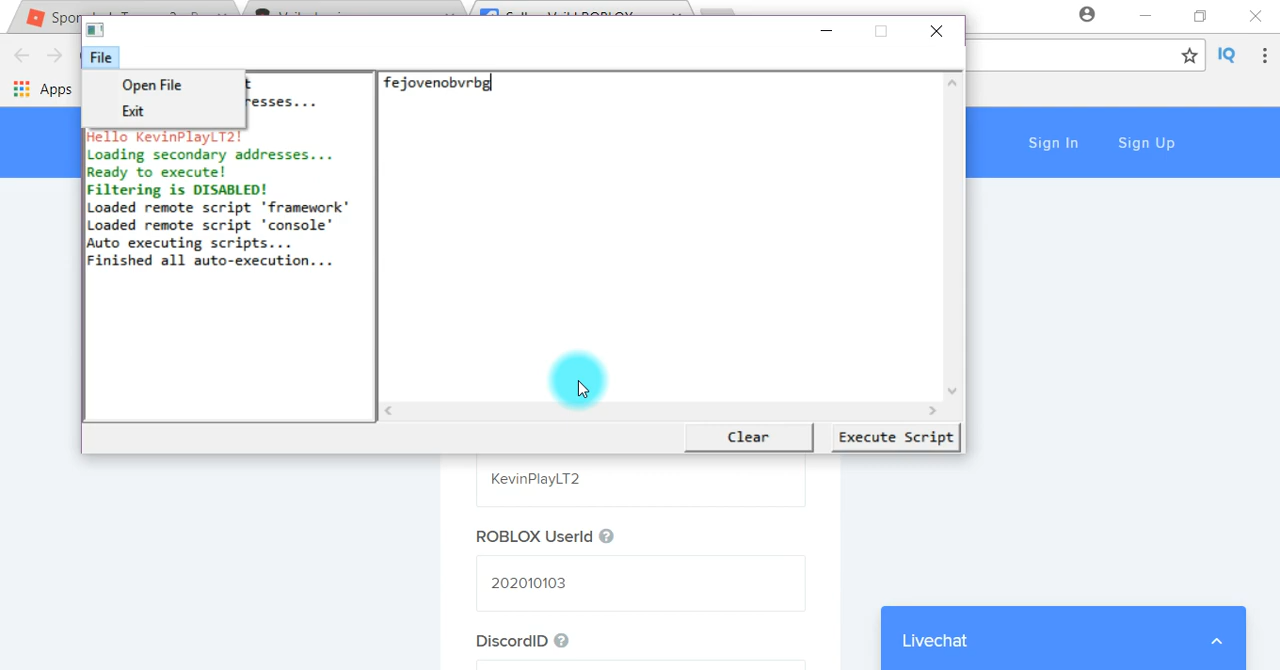 File
IQ
Apps
Open File
Exit
fejovenobvrbg
t
resses...
Hello KevinPlayLT2!
Loading secondary addresses...
Ready to execute!
Filtering is DISABLED!
Loaded remote script 'framework'
Loaded remote script 'console'
Auto executing scripts...
Finished all auto-execution...
Sign In
Sign Up
Clear
Execute Script
KevinPlayLT2
ROBLOX UserId ?
202010103
DiscordID ?
Livechat